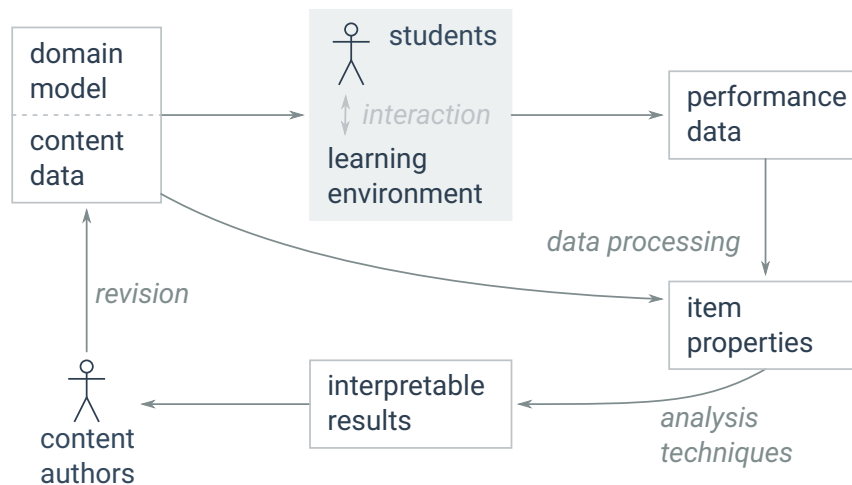 domain
model
content
data
students
interaction
learning
environment
performance
data
data processing
item
properties
revision
interpretable
results
analysis
techniques
content
authors